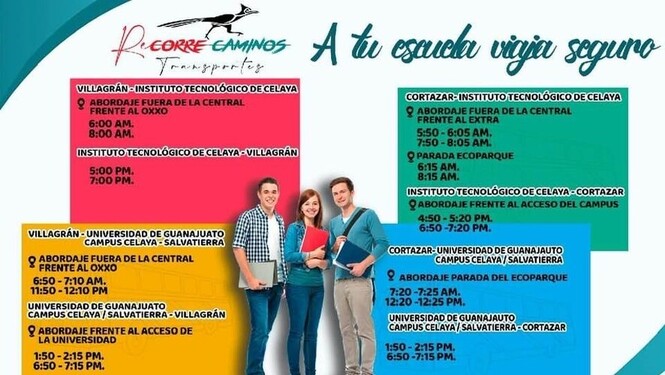 ReCORRE CAMINOS
Transportes
A tu escuela viaja seguro
VILLAGRÁN - INSTITUTO TECNOLÓGICO DE CELAYA
ABORDAJE FUERA DE LA CENTRAL
FRENTE AL OXXO
6:00 AM.
8:00 AM.
INSTITUTO TECNOLÓGICO DE CELAYA - VILLAGRÁN
5:00 PM.
7:00 PM.
CORTAZAR- INSTITUTO TECNOLÓGICO DE CELAYA
ABORDAJE FUERA DE LA CENTRAL
FRENTE AL EXTRA
5:50 - 6:05 AM.
7:50 - 8:05 AM.
PARADA ECOPARQUE
6:15 AM.
8:15 AM.
INSTITUTO TECNOLÓGICO DE CELAYA - CORTAZAR
ABORDAJE FRENTE AL ACCESO DEL CAMPUS
4:50 - 5:20 PM.
6:50 -7:20 PM.
VILLAGRÁN - UNIVERSIDAD DE GUANAJUATO
CAMPUS CELAYA - SALVATIERRA
ABORDAJE FUERA DE LA CENTRAL
FRENTE AL OXXO
6:50 - 7:10 AM.
11:50 - 12:10 PM
UNIVERSIDAD DE GUANAJUATO
CAMPUS CELAYA / SALVATIERRA - VILLAGRÁN
ABORDAJE FRENTE AL ACCESO DE
LA UNIVERSIDAD
1:50 - 2:15 PM.
6:50 - 7:15 PM.
CORTAZAR- UNIVERSIDAD DE GUANAJUATO
CAMPUS CELAYA / SALVATIERRA
ABORDAJE PARADA DEL ECOPARQUE
7:20 -7:25 AM.
12:20 -12:25 PM.
UNIVERSIDAD DE GUANAJUATO
CAMPUS CELAYA / SALVATIERRA - CORTAZAR
1:50 - 2:15 PM.
6:50 - 7:15 PM.